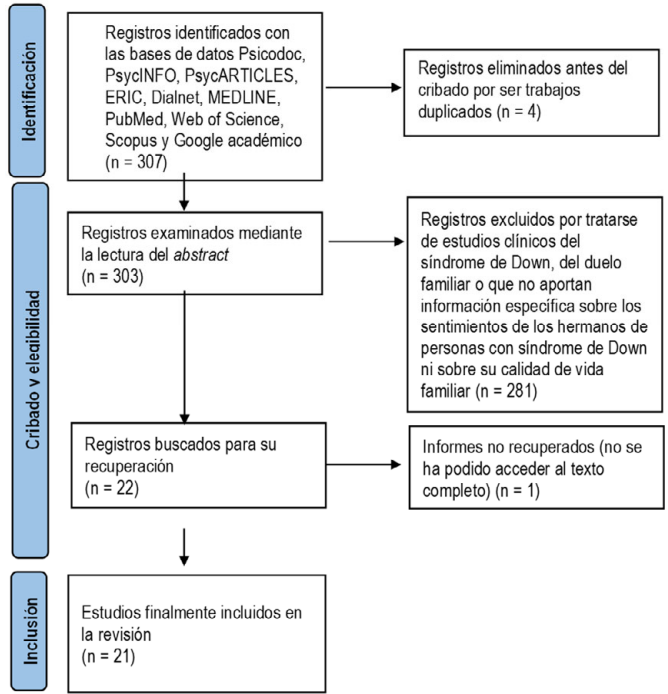 Identificación
Registros identificados con
las bases de datos Psicodoc,
PsycINFO, PsycARTICLES,
ERIC, Dialnet, MEDLINE,
PubMed, Web of Science,
Scopus y Google académico
(n = 307)
Registros eliminados antes del
cribado por ser trabajos
duplicados (n = 4)
Cribado y elegibilidad
Registros examinados mediante
la lectura del abstract
(n = 303)
Registros excluidos por tratarse
de estudios clínicos del
síndrome de Down, del duelo
familiar o que no aportan
información específica sobre los
sentimientos de los hermanos de
personas con síndrome de Down
ni sobre su calidad de vida
familiar (n = 281)
Registros buscados para su
recuperación
(n = 22)
Informes no recuperados (no se
ha podido acceder al texto
completo) (n = 1)
Inclusión
Estudios finalmente incluidos en
la revisión
(n = 21)